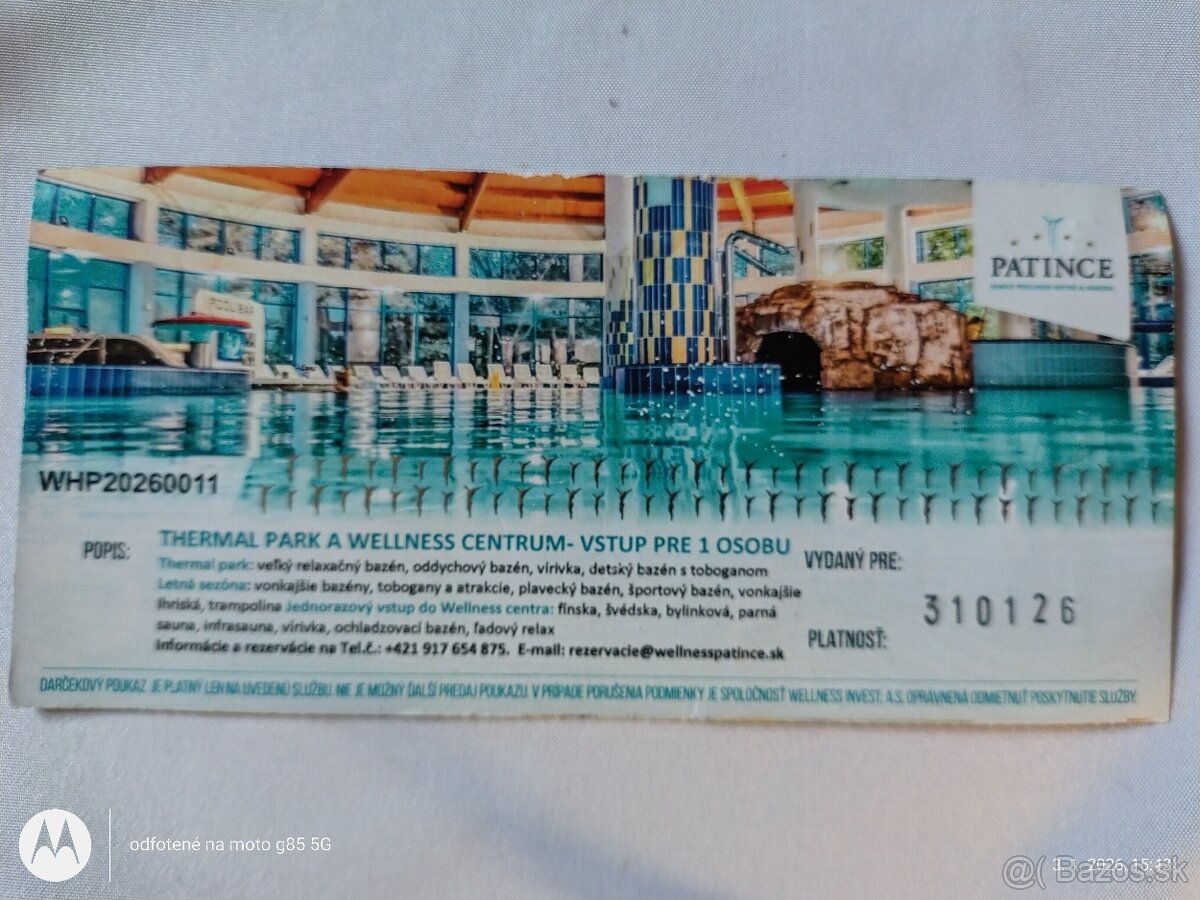 POOL BAR
PATINCE
WHP20260011
POPIS:
THERMAL PARK A WELLNESS CENTRUM- VSTUP PRE 1 OSOBU
Thermal park: veľký relaxačný bazén, oddychový bazén, vírivka, detský bazén s toboganom
Letná sezóna: vonkajšie bazény, tobogany a atrakcie, plavecký bazén, športový bazén, vonkajšie
ihriská, trampolína Jednorazový vstup do Wellness centra: fínska, švédska, bylinková, parná
sauna, infrasauna, vírivka, ochladzovací bazén, ľadový relax
Informácie a rezervácie na Tel.č.: +421 917 654 875. E-mail: rezervacie@wellnesspatince.sk
VYDANÝ PRE:
310126
PLATNOSŤ:
DARČEKOVÝ POUKAZ JE PLATNÝ LEN NA UVEDENÚ SLUŽBU. NIE JE MOŽNÝ ĎALŠÍ PREDAJ POUKAZU. V PRÍPADE PORUŠENIA PODMIENKY JE SPOLOČNOSŤ WELLNESS INVEST, A.S. OPRÁVNENÁ ODMIETNUŤ POSKYTNUTIE SLUŽBY.
odfotené na moto g85 5G
2026, 15:43
@( Bazos.sk